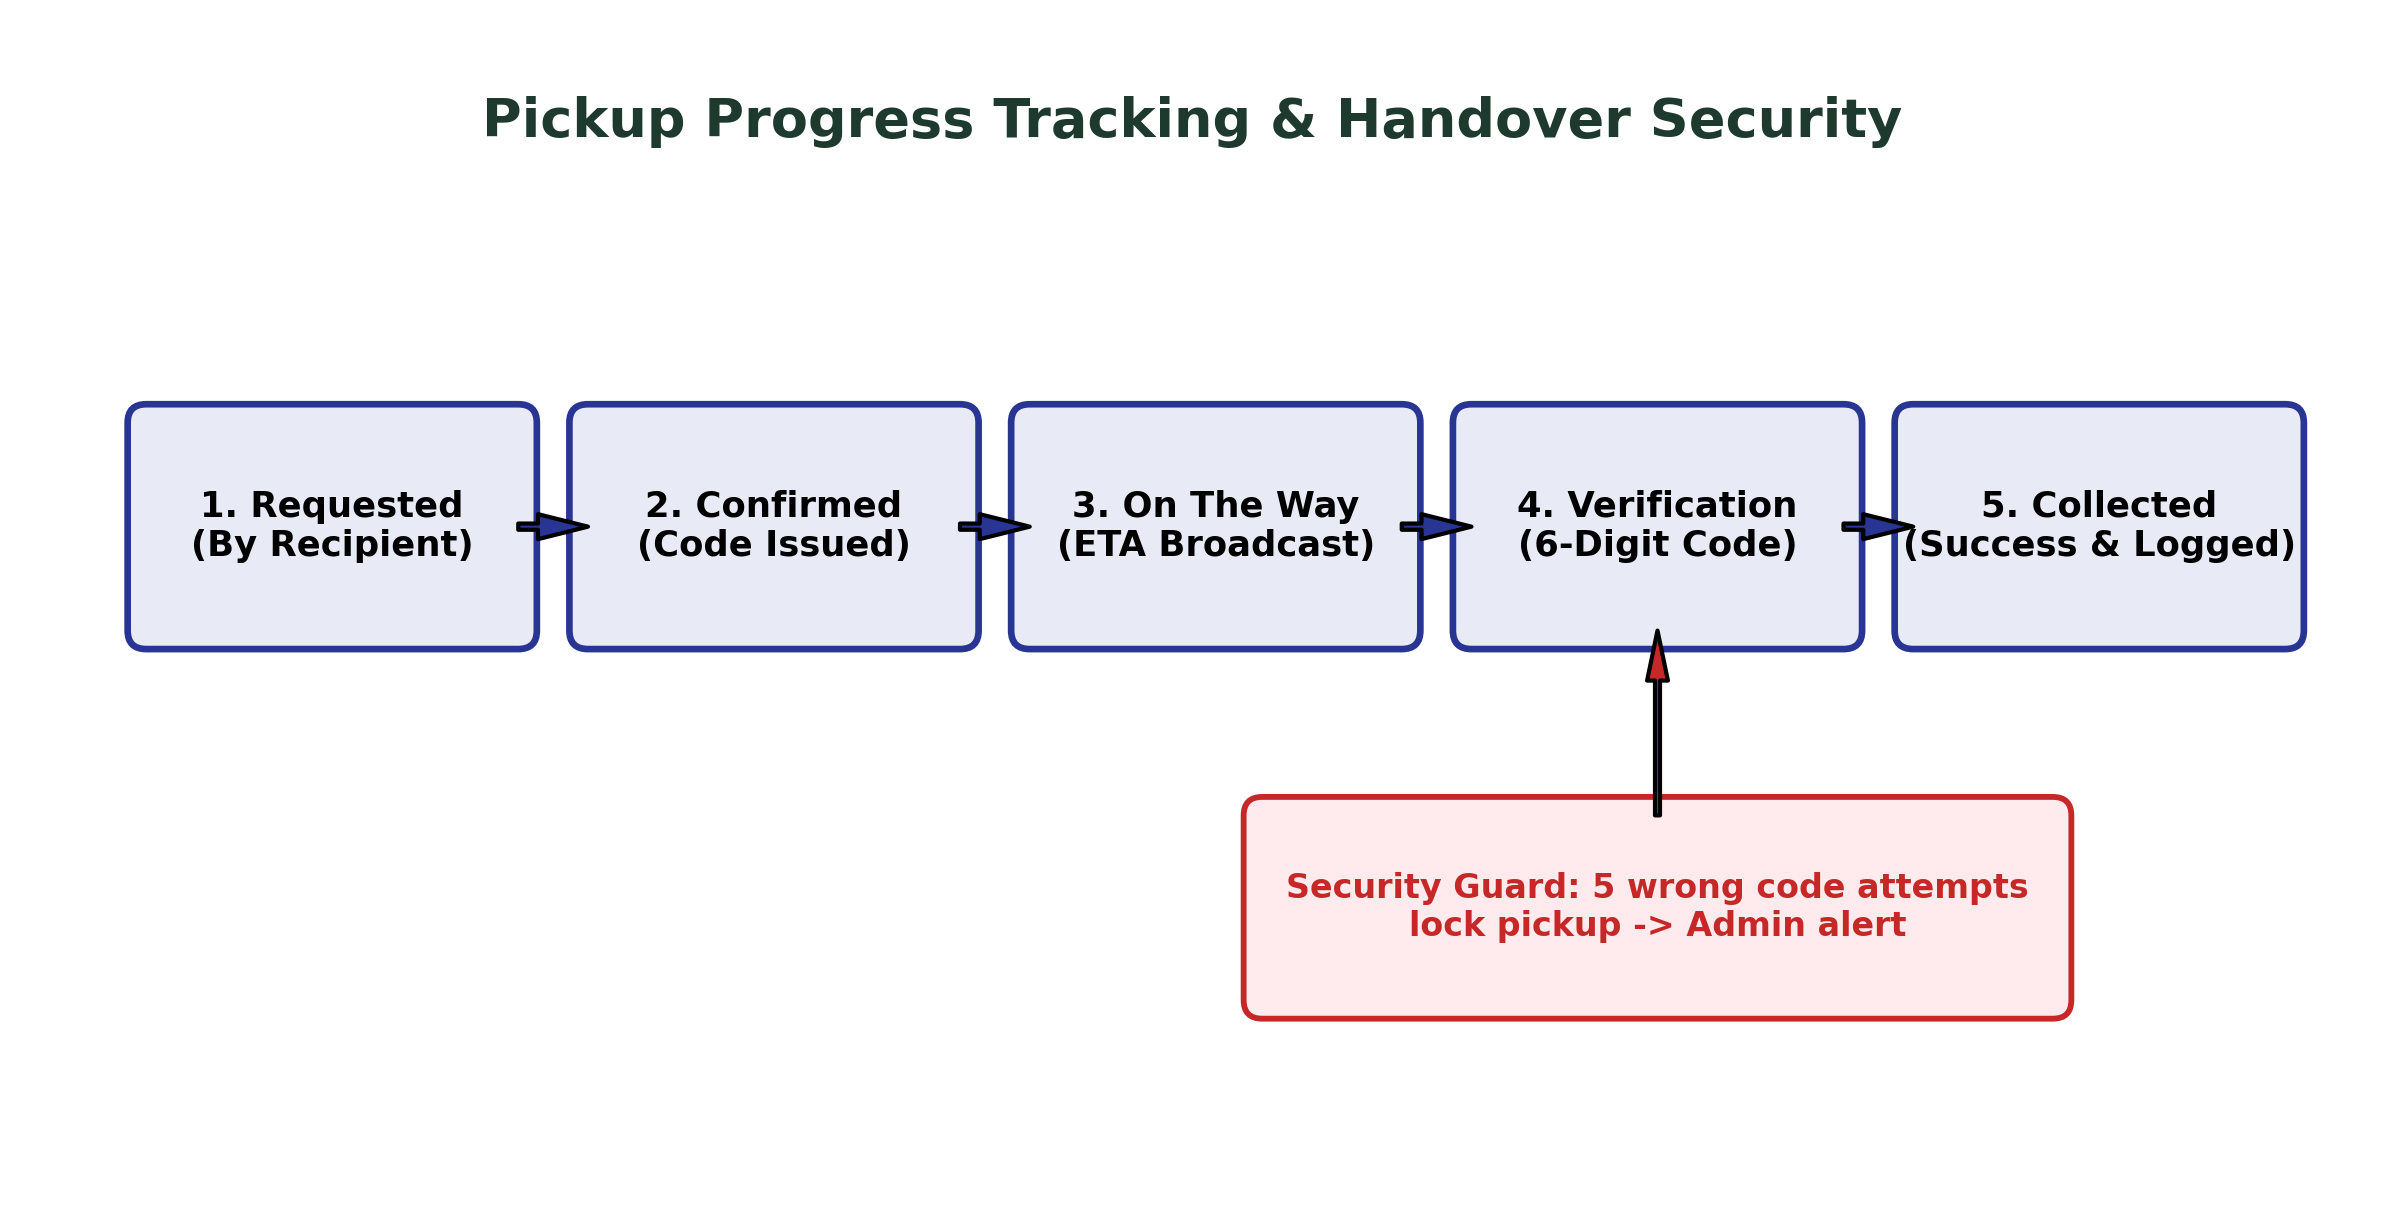 Pickup Progress Tracking & Handover Security
1. Requested
(By Recipient)
2. Confirmed
(Code Issued)
3. On The Way
(ETA Broadcast)
4. Verification
(6-Digit Code)
5. Collected
(Success & Logged)
Security Guard: 5 wrong code attempts
lock pickup -> Admin alert